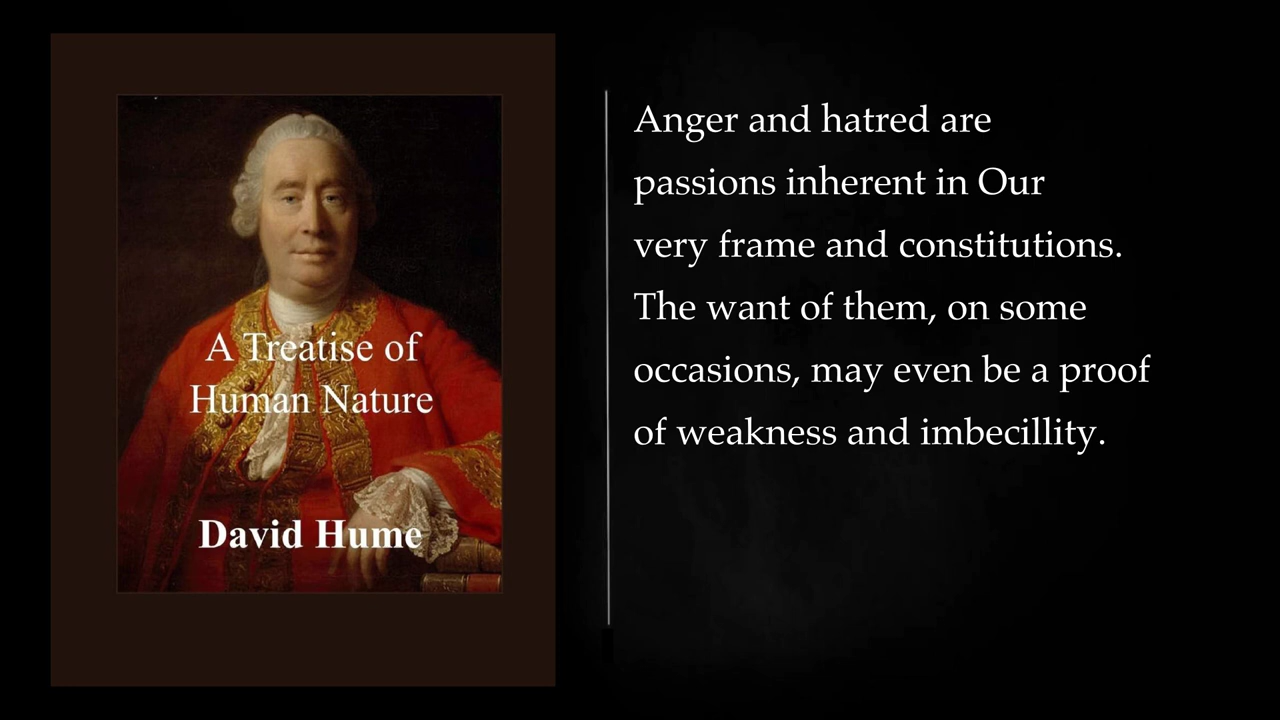 A Treatise of
Human Nature
David Hume
Anger and hatred are
passions inherent in Our
very frame and constitutions.
The want of them, on some
occasions, may even be a proof
of weakness and imbecillity.